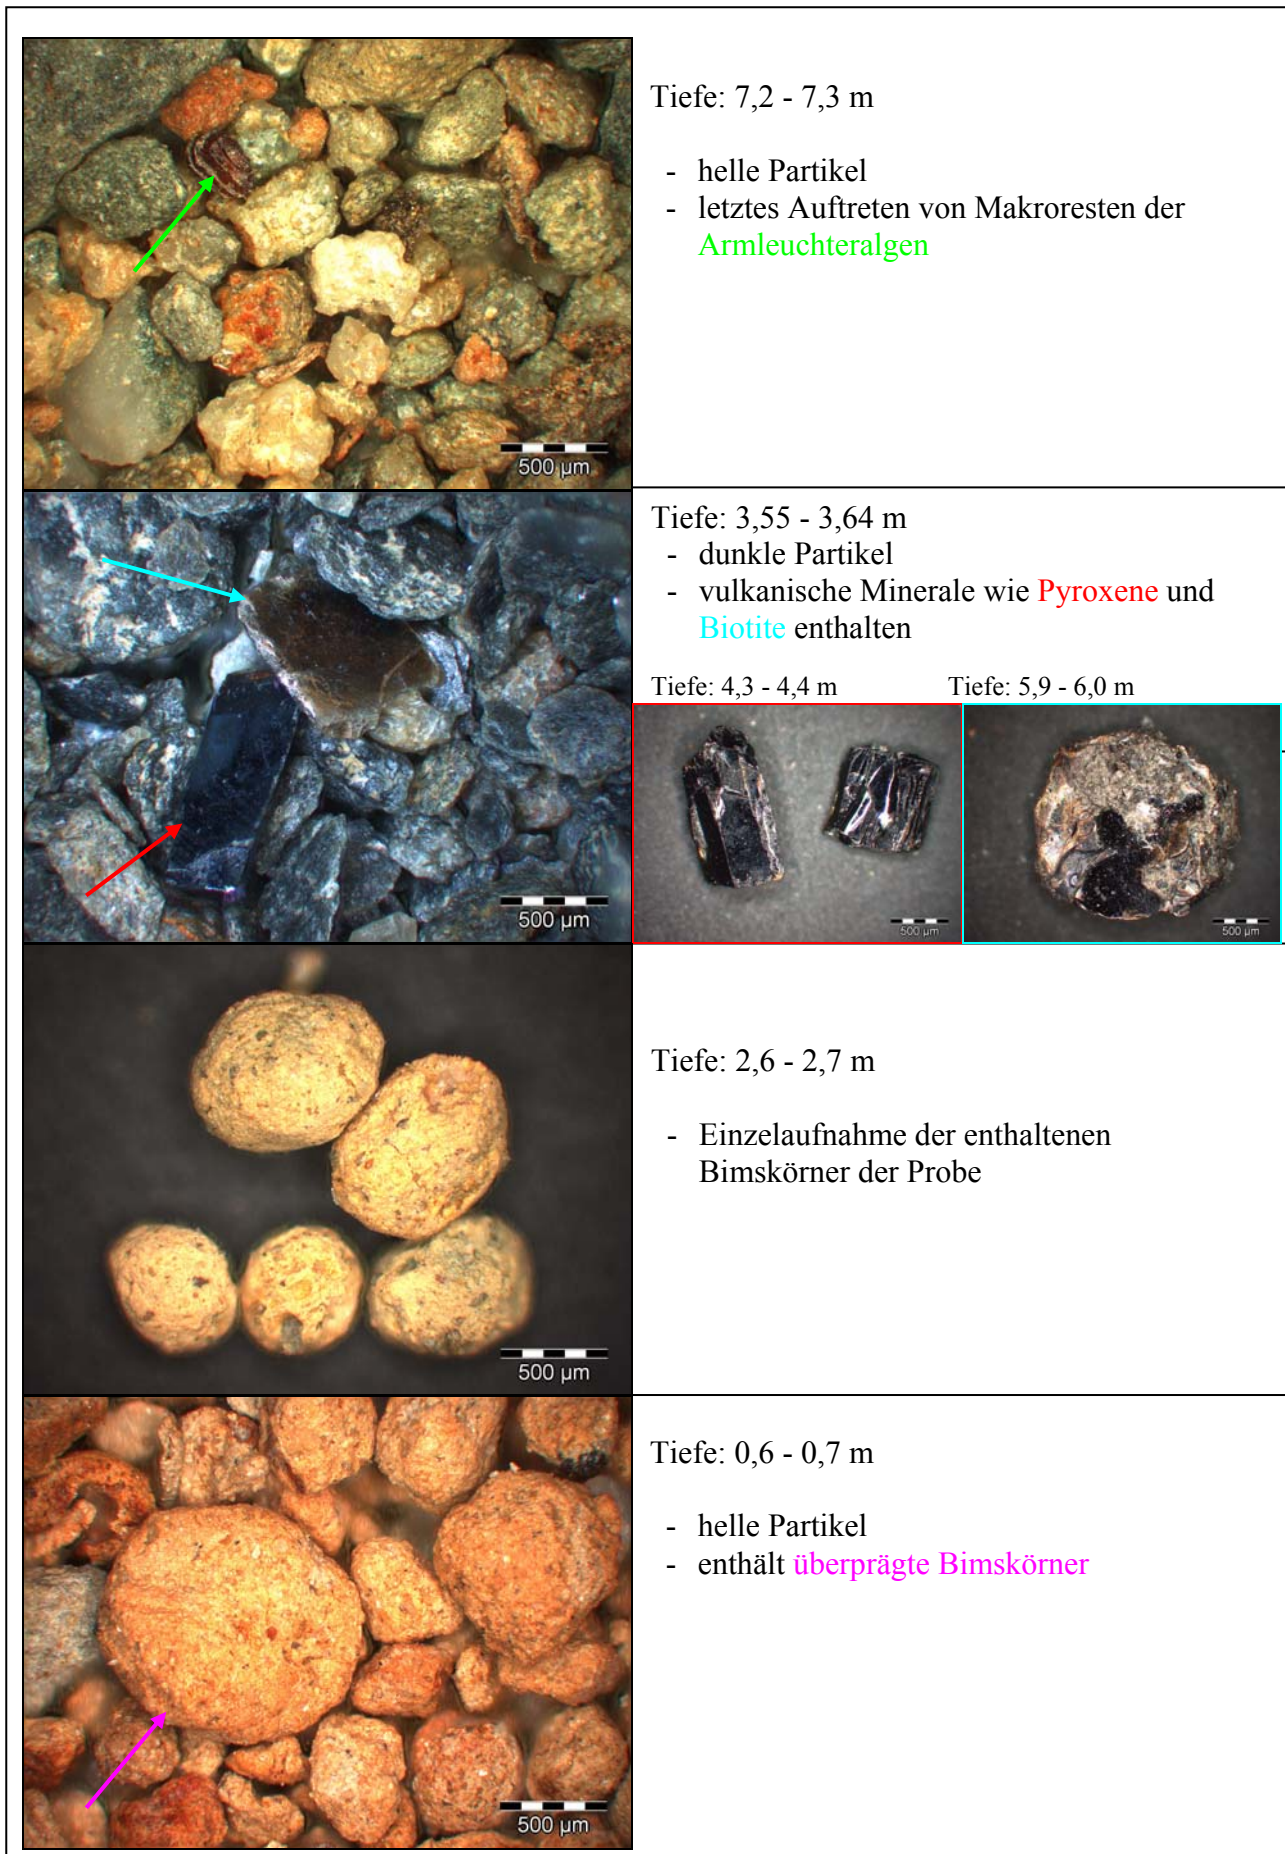 Tiefe: 7,2 - 7,3 m
- helle Partikel
- letztes Auftreten von Makroresten der
Armleuchteralgen
500 µm
Tiefe: 3,55 - 3,64 m
- dunkle Partikel
- vulkanische Minerale wie Pyroxene und
Biotite enthalten
Tiefe: 4,3 - 4,4 m Tiefe: 5,9 - 6,0 m
500 µm
500 µm
500 µm
Tiefe: 2,6 - 2,7 m
- Einzelaufnahme der enthaltenen
Bimskörner der Probe
500 µm
Tiefe: 0,6 - 0,7 m
- helle Partikel
- enthält überprägte Bimskörner
500 µm